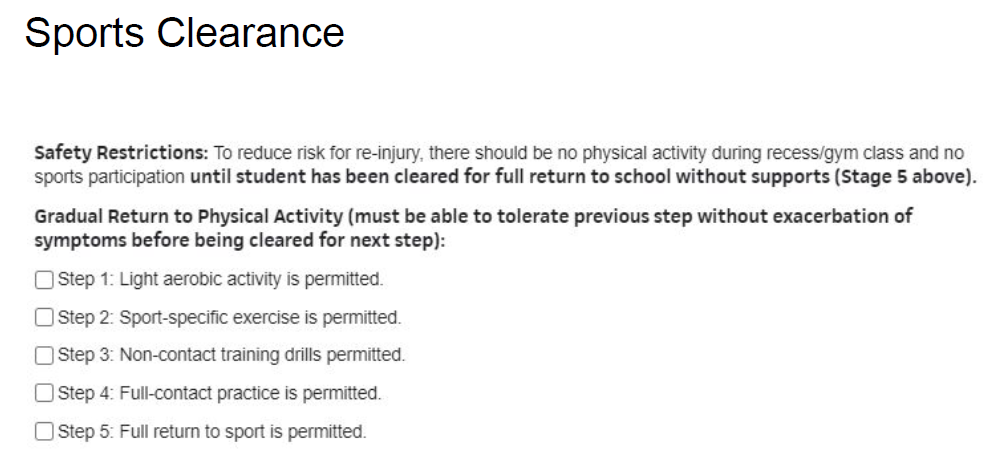 Sports Clearance
Safety Restrictions: To reduce risk for re-injury, there should be no physical activity during recess/gym class and no
sports participation until student has been cleared for full return to school without supports (Stage 5 above).
Gradual Return to Physical Activity (must be able to tolerate previous step without exacerbation of
symptoms before being cleared for next step):
Step 1: Light aerobic activity is permitted.
Step 2: Sport-specific exercise is permitted.
Step 3: Non-contact training drills permitted.
Step 4: Full-contact practice is permitted.
Step 5: Full return to sport is permitted.